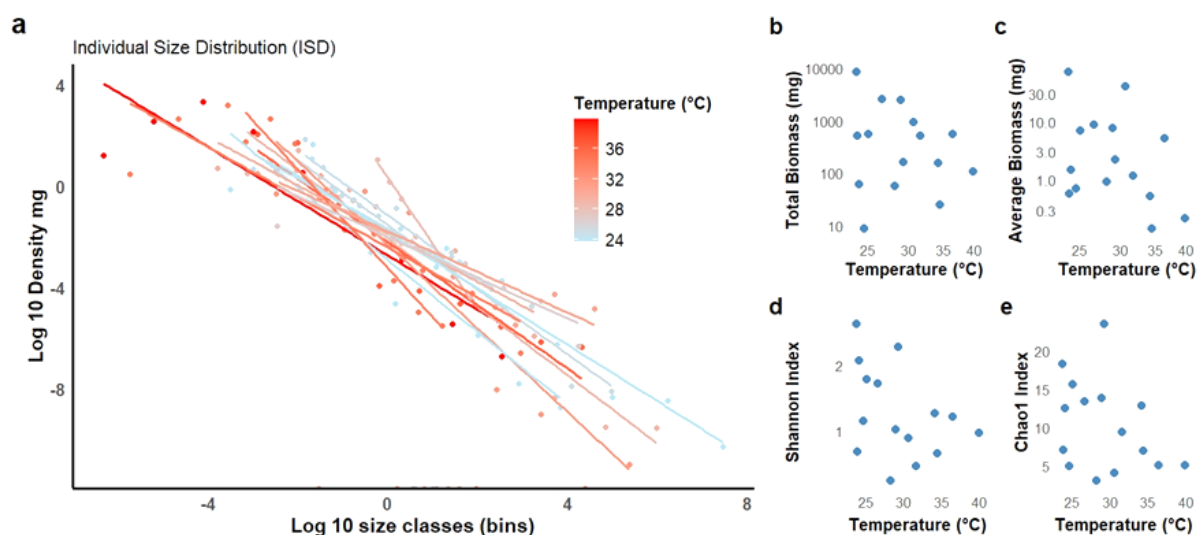 a
Individual Size Distribution (ISD)
Log 10 Density mg
4
0
-4
-8
-4
0
4
8
Log 10 size classes (bins)
Temperature (°C)
36
32
28
24
b
Total Biomass (mg)
10000
1000
100
10
25
30
35
40
Temperature (°C)
c
Average Biomass (mg)
30.0
10.0
3.0
1.0
0.3
25
30
35
40
Temperature (°C)
d
Shannon Index
2
1
25
30
35
40
Temperature (°C)
e
Chao1 Index
20
15
10
5
25
30
35
40
Temperature (°C)